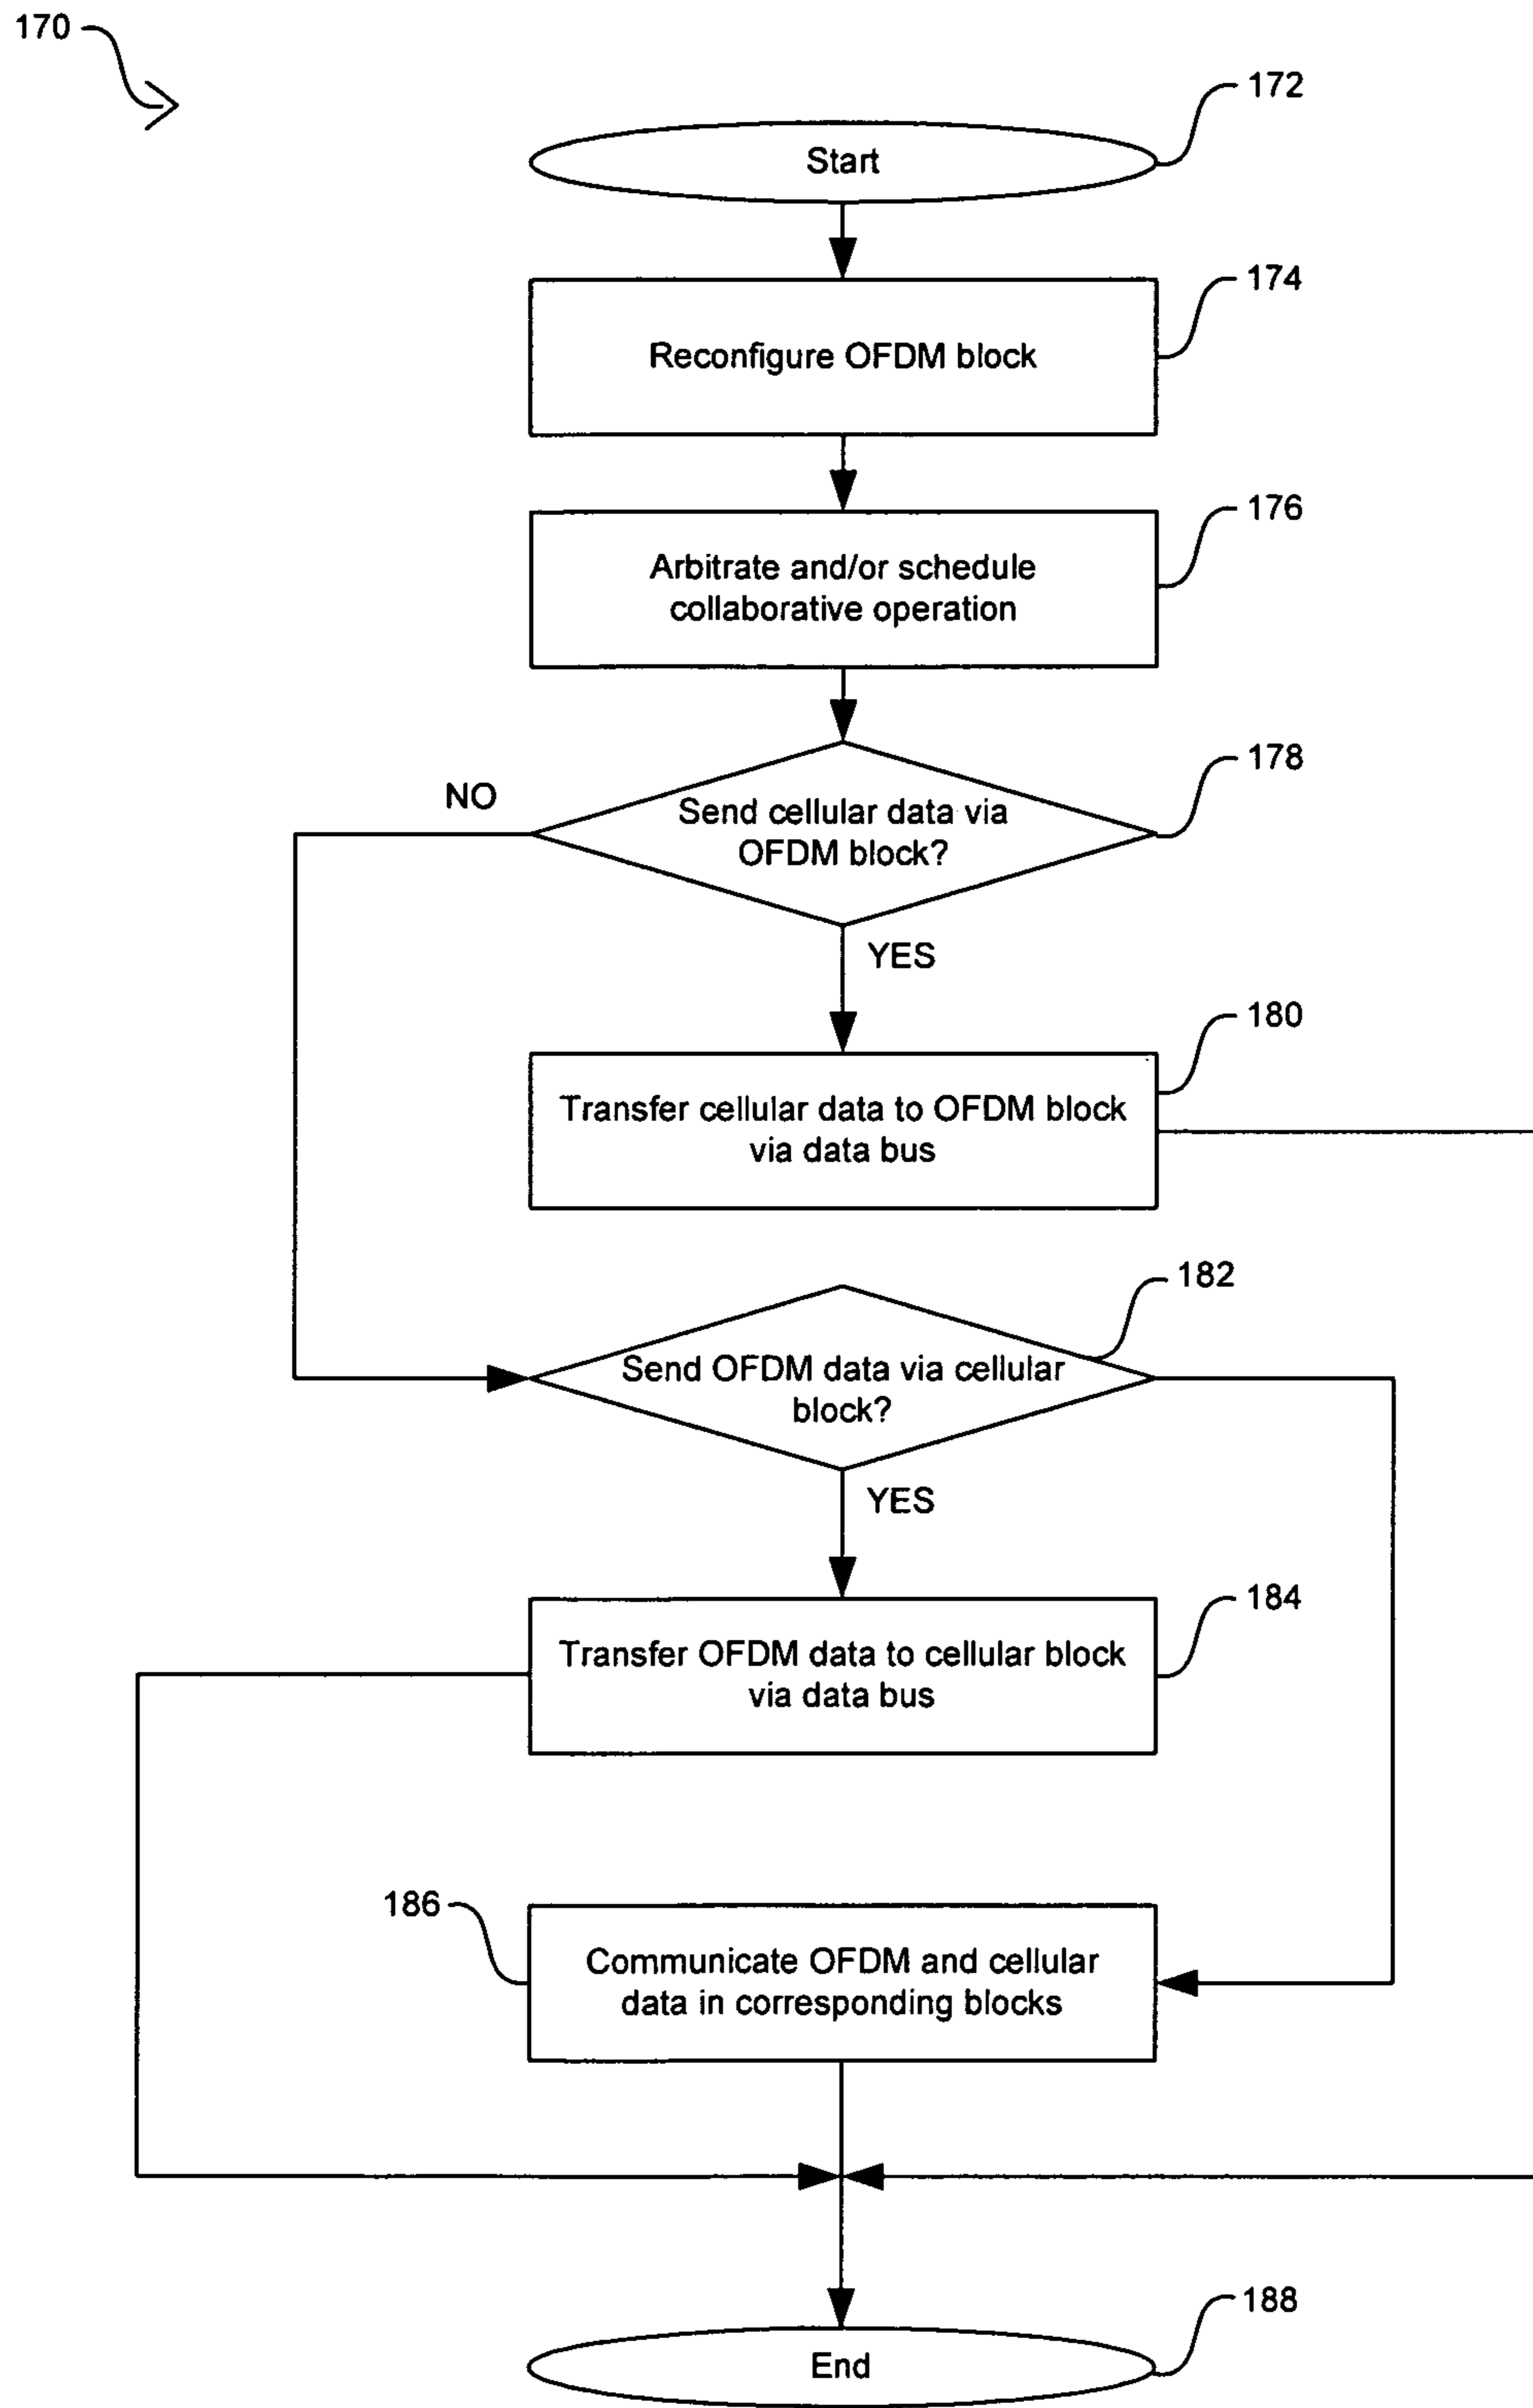 170
172
Start
174
Reconfigure OFDM block
176
Arbitrate and/or schedule
collaborative operation
178
NO
Send cellular data via
OFDM block?
YES
180
Transfer cellular data to OFDM block
via data bus
182
Send OFDM data via cellular
block?
YES
184
Transfer OFDM data to cellular block
via data bus
186
Communicate OFDM and cellular
data in corresponding blocks
188
End